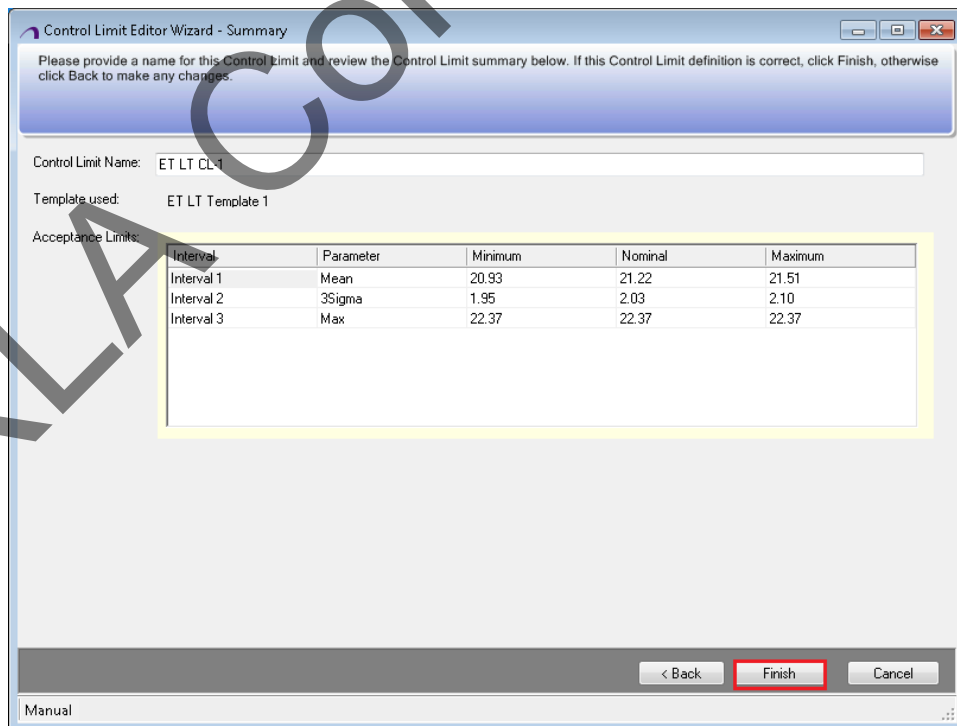 Control Limit Editor Wizard - Summary
Please provide a name for this Control Limit and review the Control Limit summary below. If this Control Limit definition is correct, click Finish, otherwise
click Back to make any changes.
Control Limit Name: ET LT CL-1
Template used: ET LT Template 1
Acceptance Limits:
Interval Parameter Minimum Nominal Maximum
Interval 1 Mean 20.93 21.22 21.51
Interval 2 3Sigma 1.95 2.03 2.10
Interval 3 Max 22.37 22.37 22.37
< Back Finish Cancel
Manual